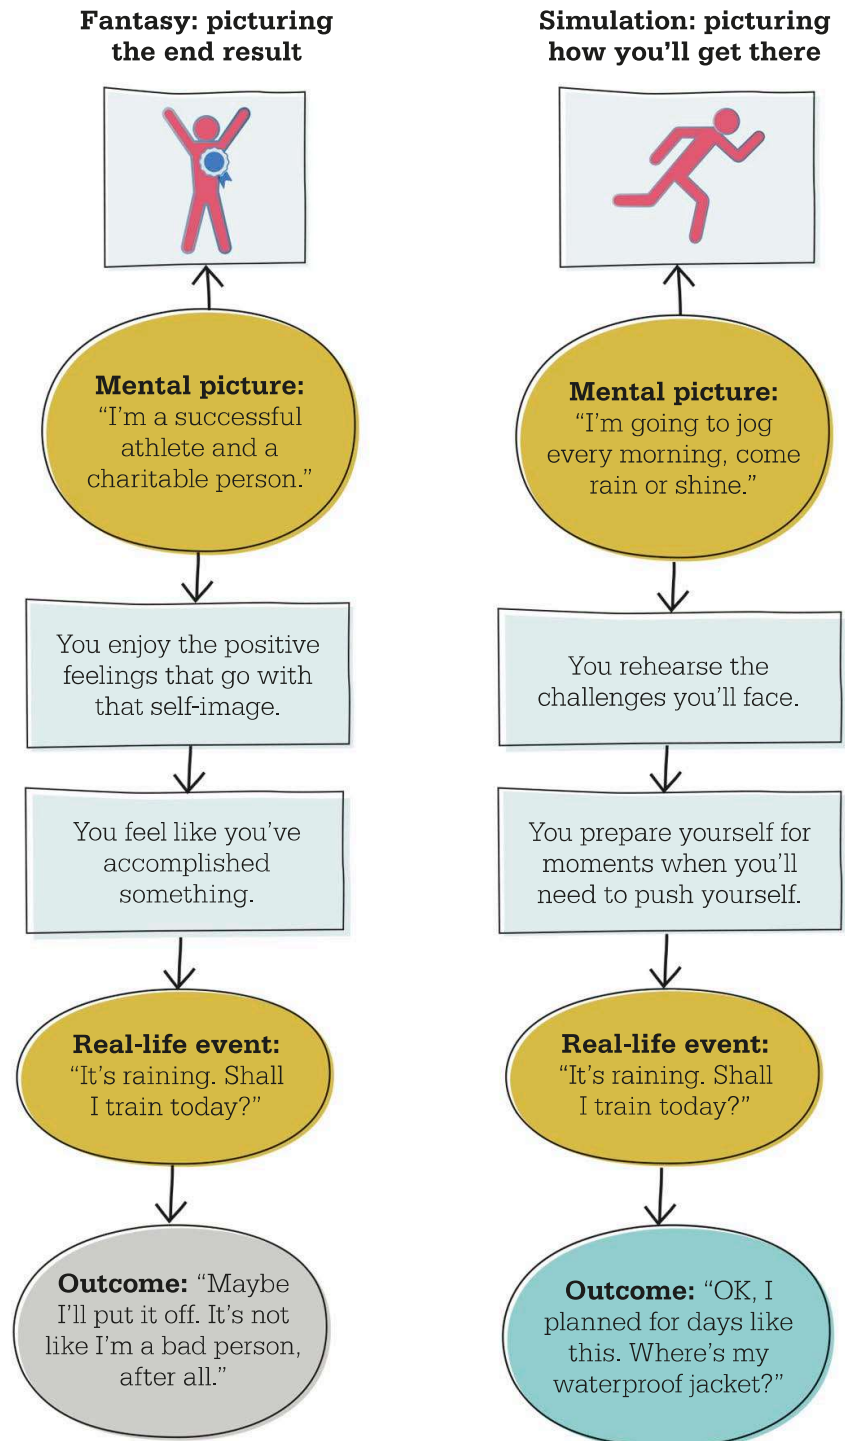 Fantasy: picturing
the end result
Mental picture:
“I’m a successful
athlete and a
charitable person.”
You enjoy the positive
feelings that go with
that self-image.
You feel like you’ve
accomplished
something.
Real-life event:
“It’s raining. Shall
I train today?”
Outcome: “Maybe
I’ll put it off. It’s not
like I’m a bad person,
after all.”
Simulation: picturing
how you’ll get there
Mental picture:
“I’m going to jog
every morning, come
rain or shine.”
You rehearse the
challenges you’ll face.
You prepare yourself for
moments when you’ll
need to push yourself.
Real-life event:
“It’s raining. Shall
I train today?”
Outcome: “OK, I
planned for days like
this. Where’s my
waterproof jacket?”